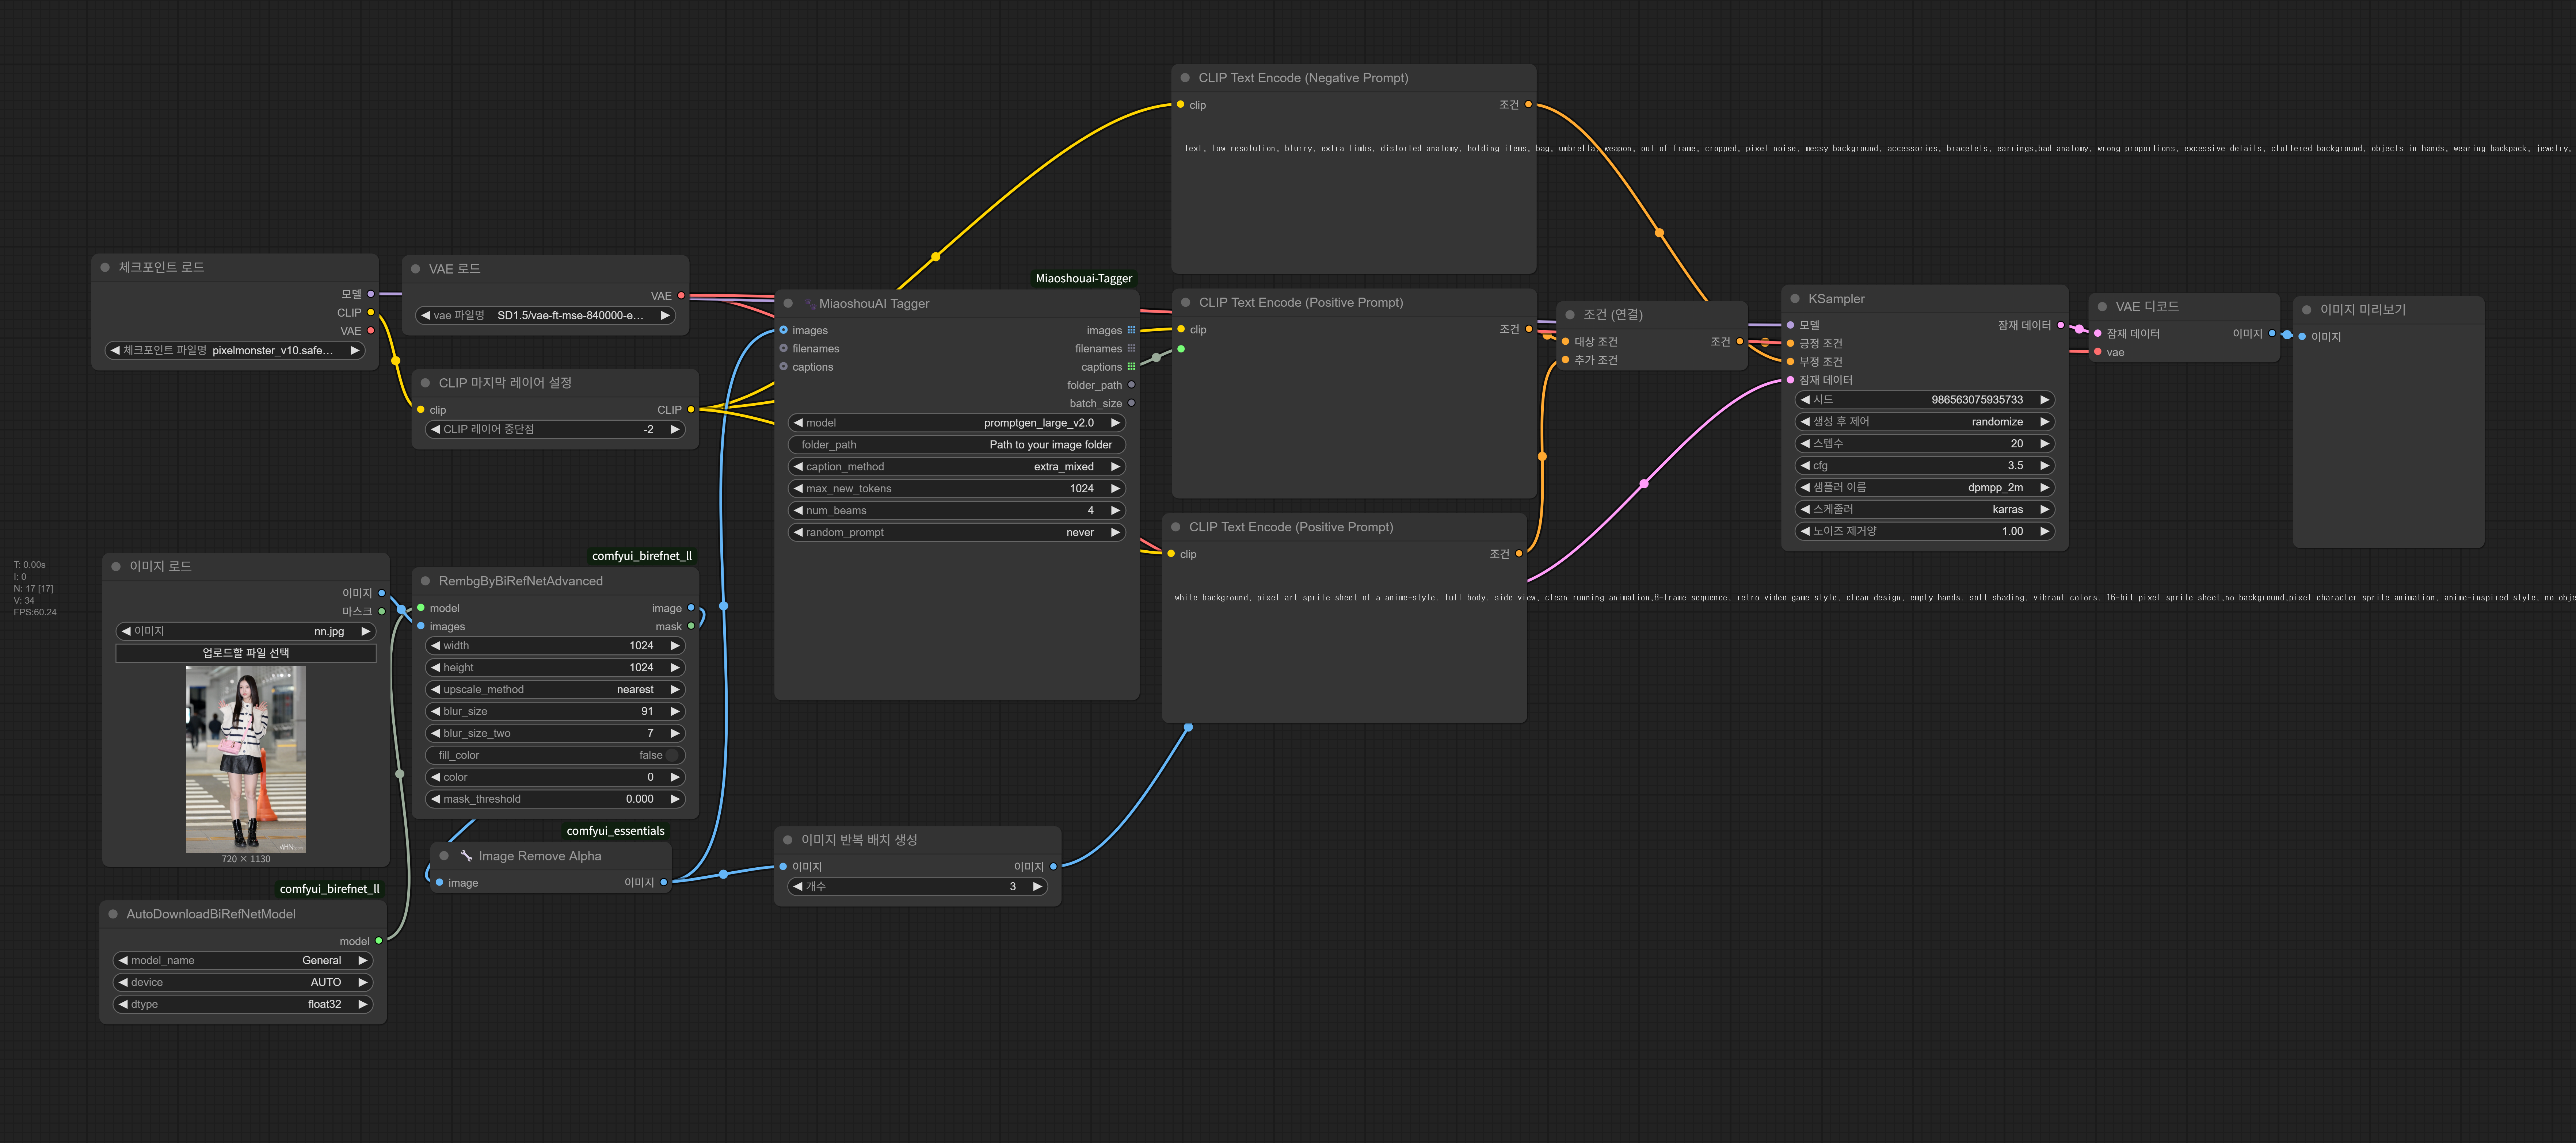 CLIP Text Encode (Negative Prompt)
clip
조건
text, low resolution, blurry, extra limbs, distorted anatomy, holding items, bag, umbrella, weapon, out of frame, cropped, pixel noise, messy background, accessories, bracelets, earrings,bad anatomy, wrong proportions, excessive details, cluttered background, objects in hands, wearing backpack, jewelry,
체크포인트 로드
모델
CLIP
VAE
체크포인트 파일명 pixelmonster_v10.safe...
VAE 로드
VAE
vae 파일명 SD1.5/vae-ft-mse-840000-e...
CLIP 마지막 레이어 설정
clip
CLIP
CLIP 레이어 중단점 -2
Miaoshouai-Tagger
MiaoshouAI Tagger
images images
filenames filenames
captions captions
folder_path
batch_size
model promptgen_large_v2.0
folder_path Path to your image folder
caption_method extra_mixed
max_new_tokens 1024
num_beams 4
random_prompt never
CLIP Text Encode (Positive Prompt)
clip
조건
CLIP Text Encode (Positive Prompt)
clip
조건
white background, pixel art sprite sheet of a anime-style, full body, side view, clean running animation,8-frame sequence, retro video game style, clean design, empty hands, soft shading, vibrant colors, 16-bit pixel sprite sheet,no background,pixel character sprite animation, anime-inspired style, no obje
조건 (연결)
대상 조건
조건
추가 조건
KSampler
모델
잠재 데이터
긍정 조건
부정 조건
잠재 데이터
시드 986563075935733
생성 후 제어 randomize
스텝수 20
cfg 3.5
샘플러 이름 dpmpp_2m
스케줄러 karras
노이즈 제거양 1.00
VAE 디코드
잠재 데이터
이미지
vae
이미지 미리보기
이미지
T: 0.00s
I: 0
N: 17 [17]
V: 34
FPS:60.24
이미지 로드
이미지
마스크
이미지 nn.jpg
업로드할 파일 선택
720 × 1130
comfyui_birefnet_ll
RembgByBiRefNetAdvanced
model image
images mask
width 1024
height 1024
upscale_method nearest
blur_size 91
blur_size_two 7
fill_color false
color 0
mask_threshold 0.000
comfyui_essentials
Image Remove Alpha
image
이미지
이미지 반복 배치 생성
이미지
이미지
개수 3
comfyui_birefnet_ll
AutoDownloadBiRefNetModel
model
model_name General
device AUTO
dtype float32